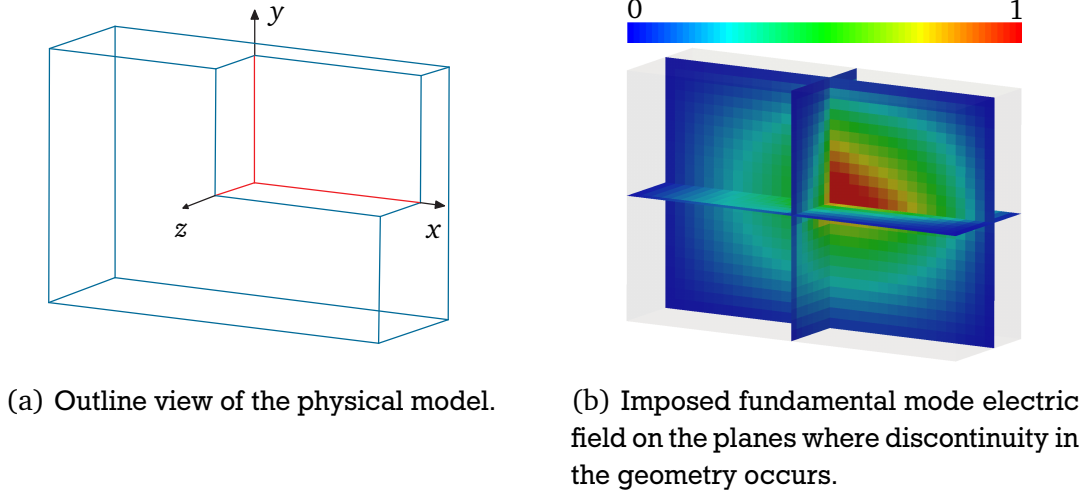 y
z
x
0
1
(a) Outline view of the physical model.
(b) Imposed fundamental mode electric
field on the planes where discontinuity in
the geometry occurs.